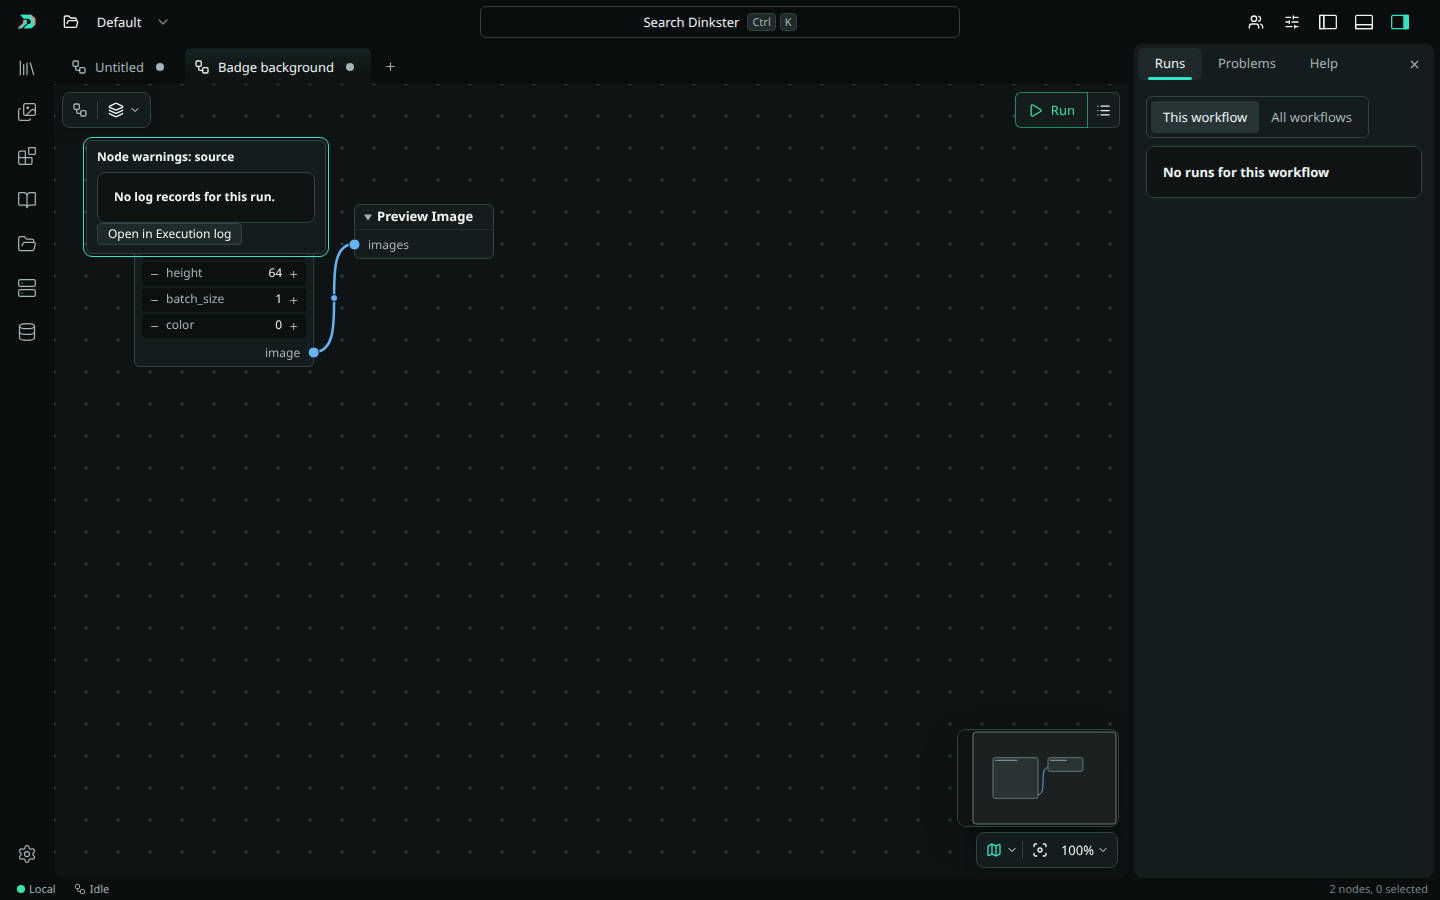 Default
Search Dinkster Ctrl K
Untitled
Badge background
Runs
Problems
Help
Run
This workflow
All workflows
No runs for this workflow
Node warnings: source
No log records for this run.
Open in Execution log
height 64
batch_size 1
color 0
image
Preview Image
images
100%
Local
Idle
2 nodes, 0 selected